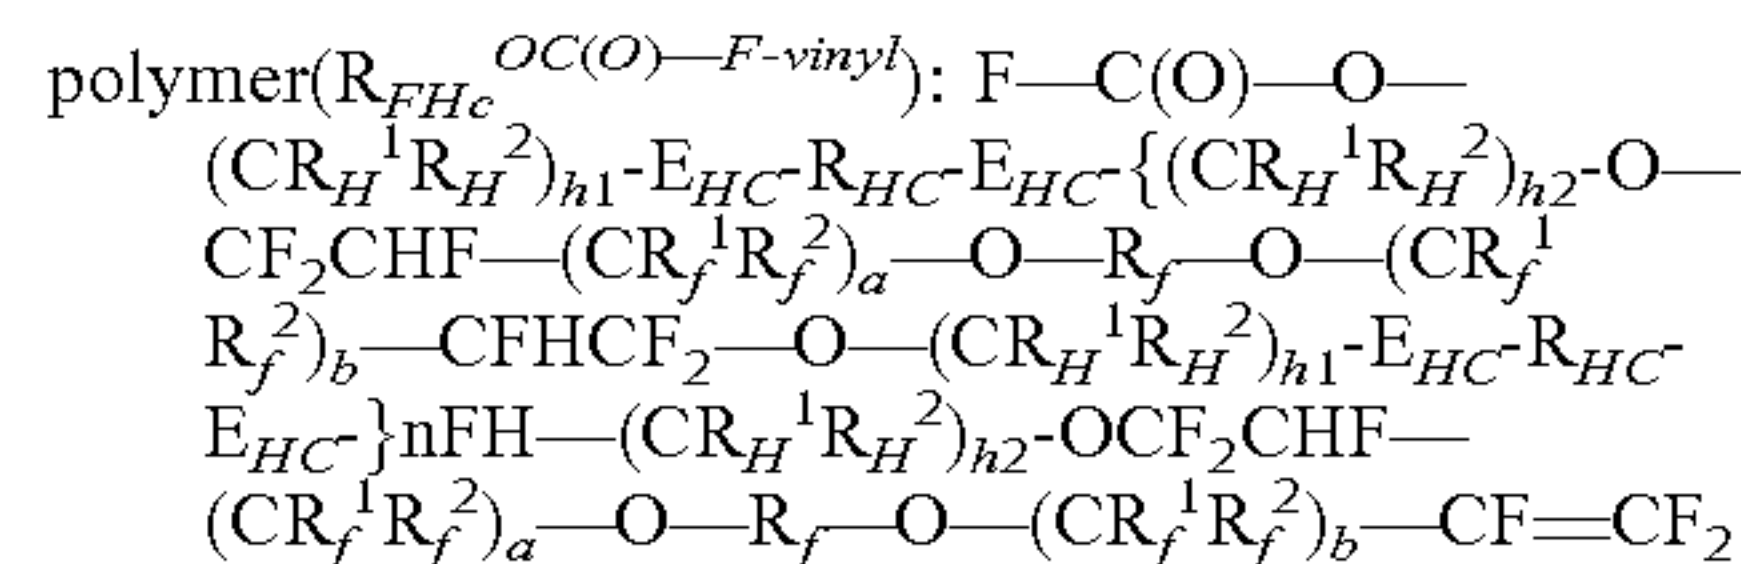 polymer(R_{FHc}^{OC(O)—F-vinyl}): F—C(O)—O—
(CR_H^1R_H^2)_{h1}-E_{HC}-R_{HC}-E_{HC}-{(CR_H^1R_H^2)_{h2}-O—
CF_2CHF—(CR_f^1R_f^2)_a—O—R_f—O—(CR_f^1
R_f^2)_b—CFHCF_2—O—(CR_H^1R_H^2)_{h1}-E_{HC}-R_{HC}-
E_{HC}-}nFH—(CR_H^1R_H^2)_{h2}-OCF_2CHF—
(CR_f^1R_f^2)_a—O—R_f—O—(CR_f^1R_f^2)_b—CF=CF_2